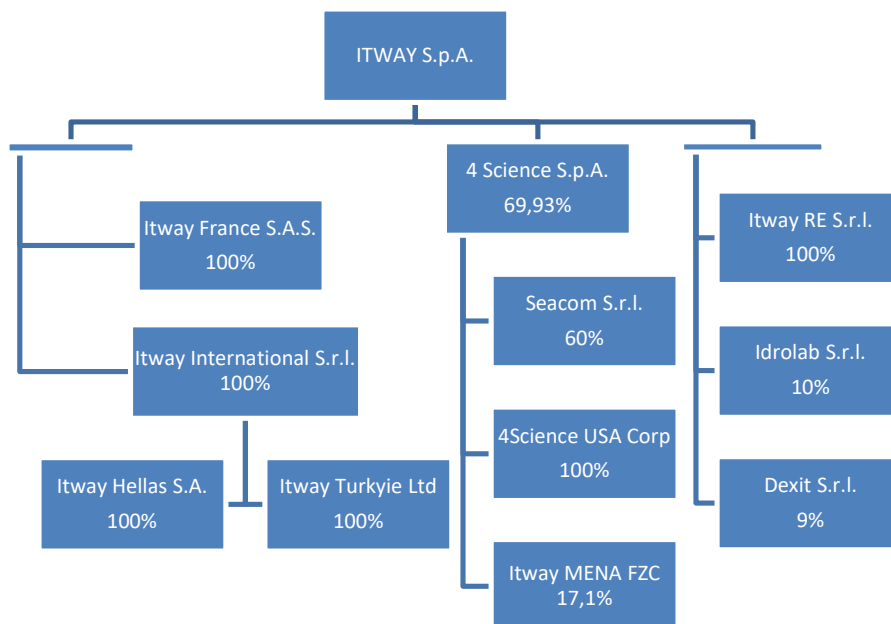 ITWAY S.p.A.
4 Science S.p.A.
69,93%
Itway France S.A.S.
100%
Itway International S.r.l.
100%
Itway Hellas S.A.
100%
Itway Turkyie Ltd
100%
Seacom S.r.l.
60%
4Science USA Corp
100%
Itway MENA FZC
17,1%
Itway RE S.r.l.
100%
Idrolab S.r.l.
10%
Dexit S.r.l.
9%